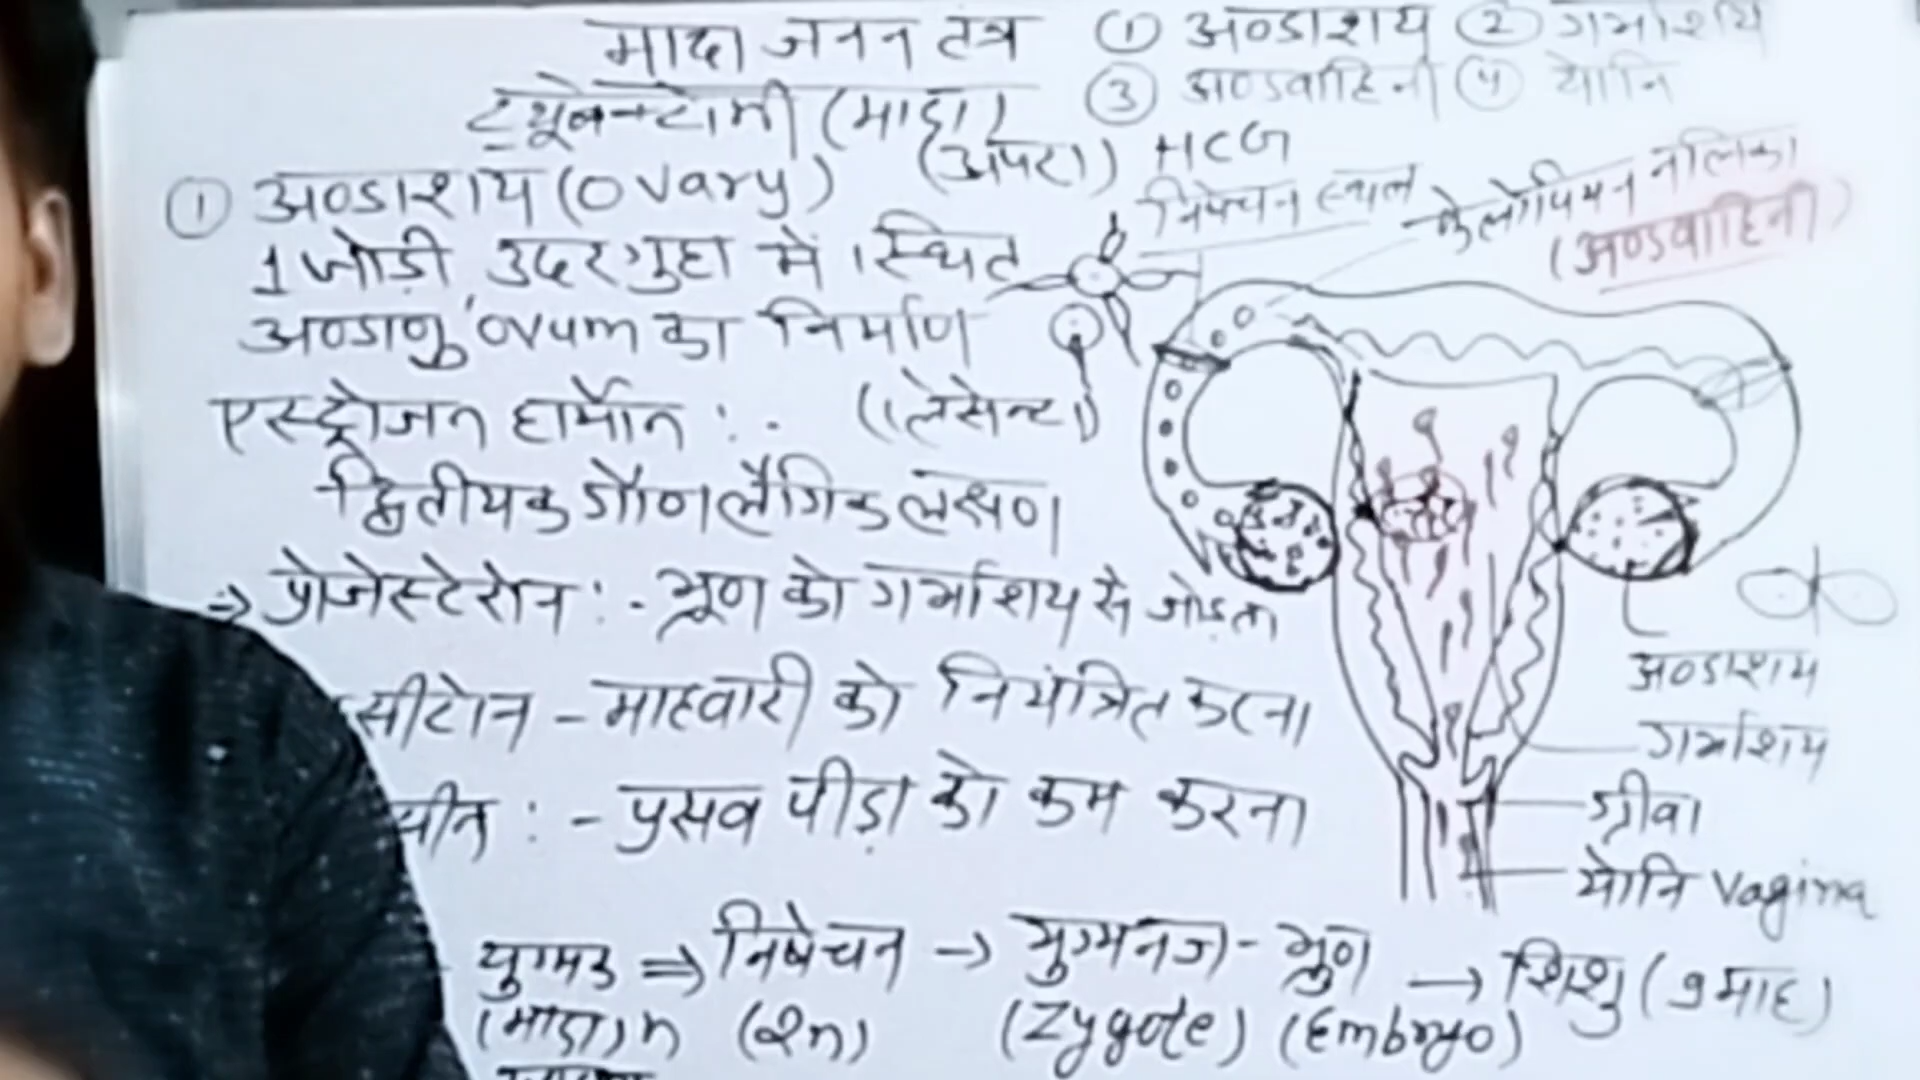 मादा जनन तंत्र
① अण्डाशय ② गर्भाशय
③ अण्डवाहिनी ④ योनि
ट्यूबेक्टोमी (मादा)
(अपरा) HCG
① अण्डाशय (Ovary)
निषेचन स्थल
फेलोपियन नलिका
(अण्डवाहिनी)
1 जोड़ी उदरगुहा में स्थित
अण्डाणु 'ovum का निर्माण
एस्ट्रोजन हार्मोन :-
द्वितीयक गौण लैंगिक लक्षण
⇒ प्रोजेस्टेरोन :- भ्रूण को गर्भाशय से जोड़ना
सीटोन - माहवारी को नियंत्रित करना
:- प्रसव पीड़ा को कम करना
अण्डाशय
गर्भाशय
ग्रीवा
योनि Vagina
युग्मक ⇒ निषेचन → युग्मनज - भ्रूण → शिशु (9 माह)
(मादा) n (2n) (Zygote) (Embryo)